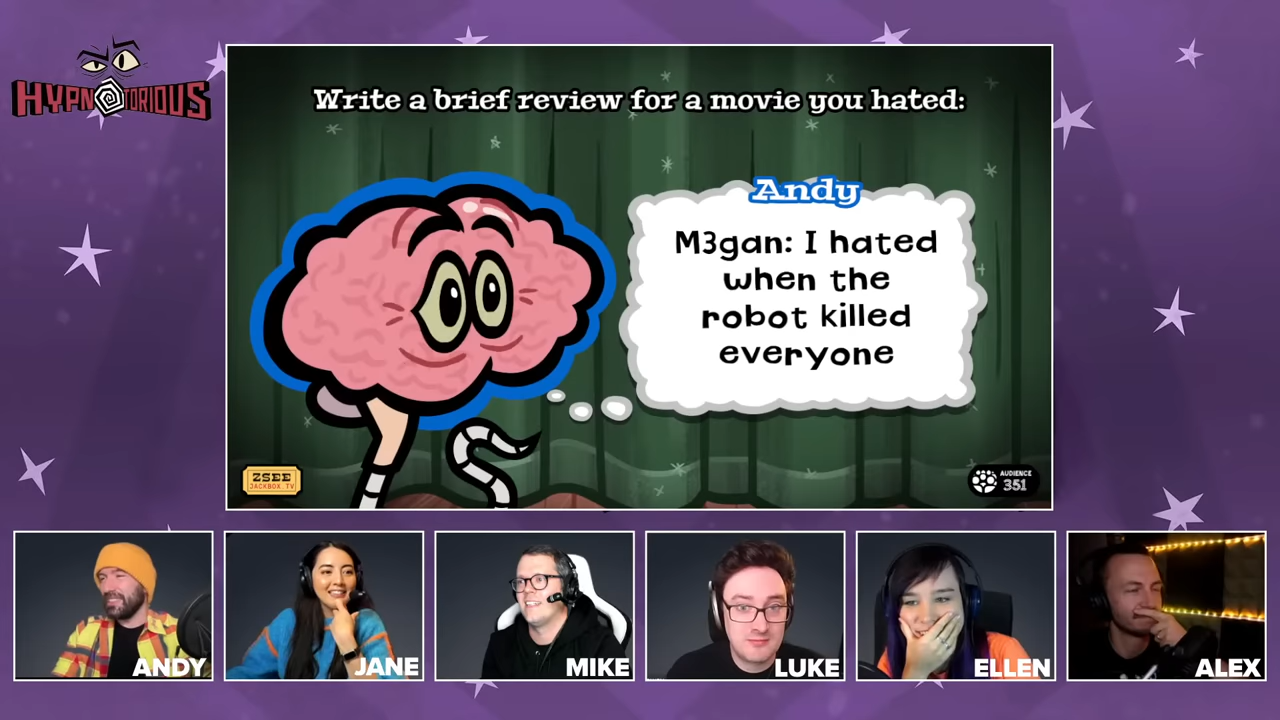 HYPNOTORIOUS
Write a brief review for a movie you hated:
Andy
M3gan: I hated
when the
robot killed
everyone
ZSEE
JACKBOX.TV
AUDIENCE
351
ANDY
JANE
MIKE
LUKE
ELLEN
ALEX